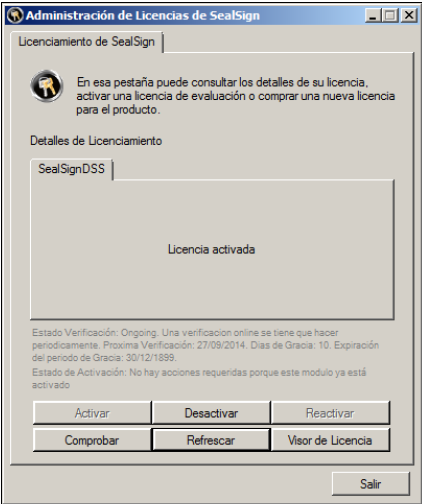 Administración de Licencias de SealSign
Licenciamiento de SealSign
En esa pestaña puede consultar los detalles de su licencia,
activar una licencia de evaluación o comprar una nueva licencia
para el producto.
Detalles de Licenciamiento
SealSignDSS
Licencia activada
Estado Verificación: Ongoing. Una verificacion online se tiene que hacer
periodicamente. Proxima Verificación: 27/09/2014. Dias de Gracia: 10. Expiración
del periodo de Gracia: 30/12/1899.
Estado de Activación: No hay acciones requeridas porque este modulo ya está
activado
Activar Desactivar Reactivar
Comprobar Refrescar Visor de Licencia
Salir